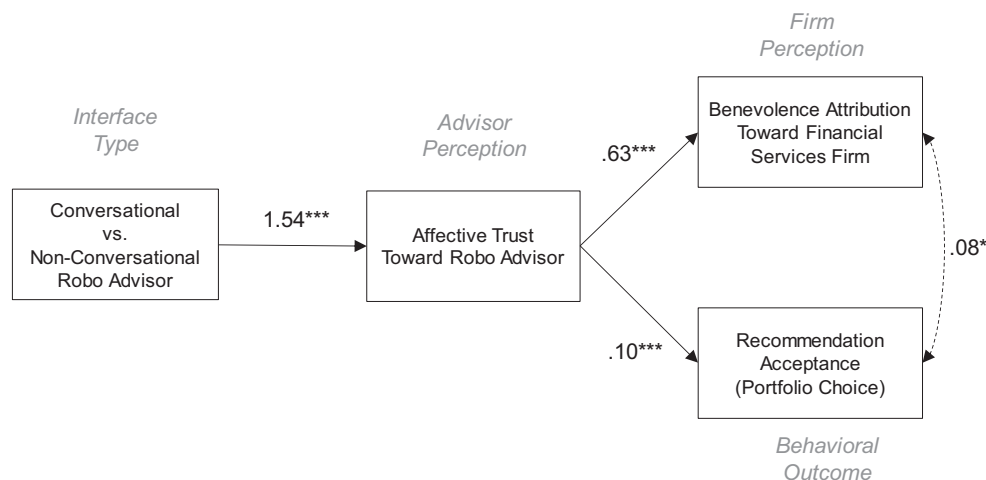 Interface
Type
Conversational
vs.
Non-Conversational
Robo Advisor
1.54***
Advisor
Perception
Affective Trust
Toward Robo Advisor
.63***
.10***
Firm
Perception
Benevolence Attribution
Toward Financial
Services Firm
.08*
Recommendation
Acceptance
(Portfolio Choice)
Behavioral
Outcome